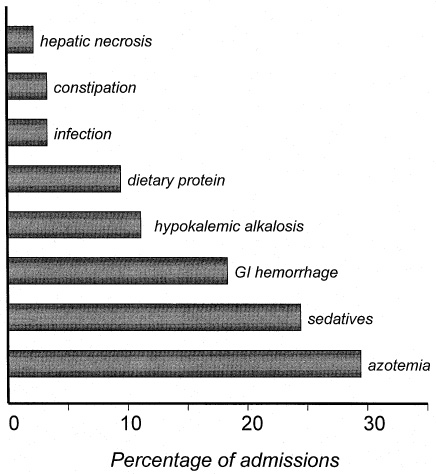 hepatic necrosis
constipation
infection
dietary protein
hypokalemic alkalosis
GI hemorrhage
sedatives
azotemia
0 10 20 30
Percentage of admissions